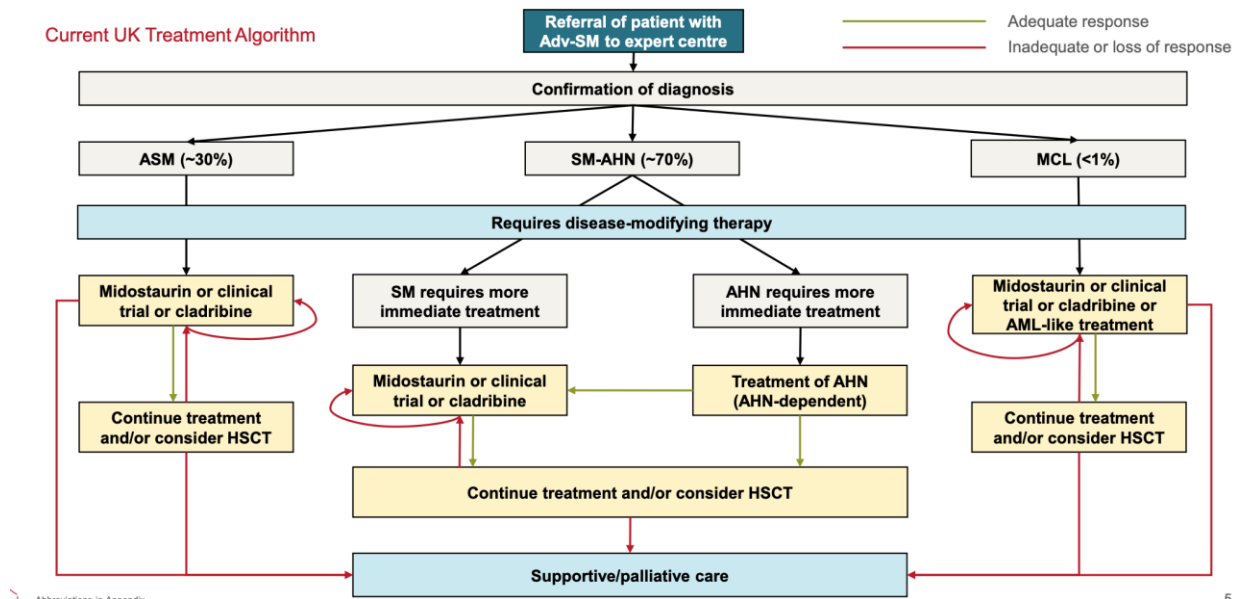 Current UK Treatment Algorithm
Referral of patient with
Adv-SM to expert centre
Adequate response
Inadequate or loss of response
Confirmation of diagnosis
ASM (~30%)
SM-AHN (~70%)
MCL (<1%)
Requires disease-modifying therapy
Midostaurin or clinical
trial or cladribine
SM requires more
immediate treatment
AHN requires more
immediate treatment
Midostaurin or clinical
trial or cladribine or
AML-like treatment
Midostaurin or clinical
trial or cladribine
Treatment of AHN
(AHN-dependent)
Continue treatment
and/or consider HSCT
Continue treatment
and/or consider HSCT
Continue treatment and/or consider HSCT
Supportive/palliative care
Abbreviations in Appendix
5